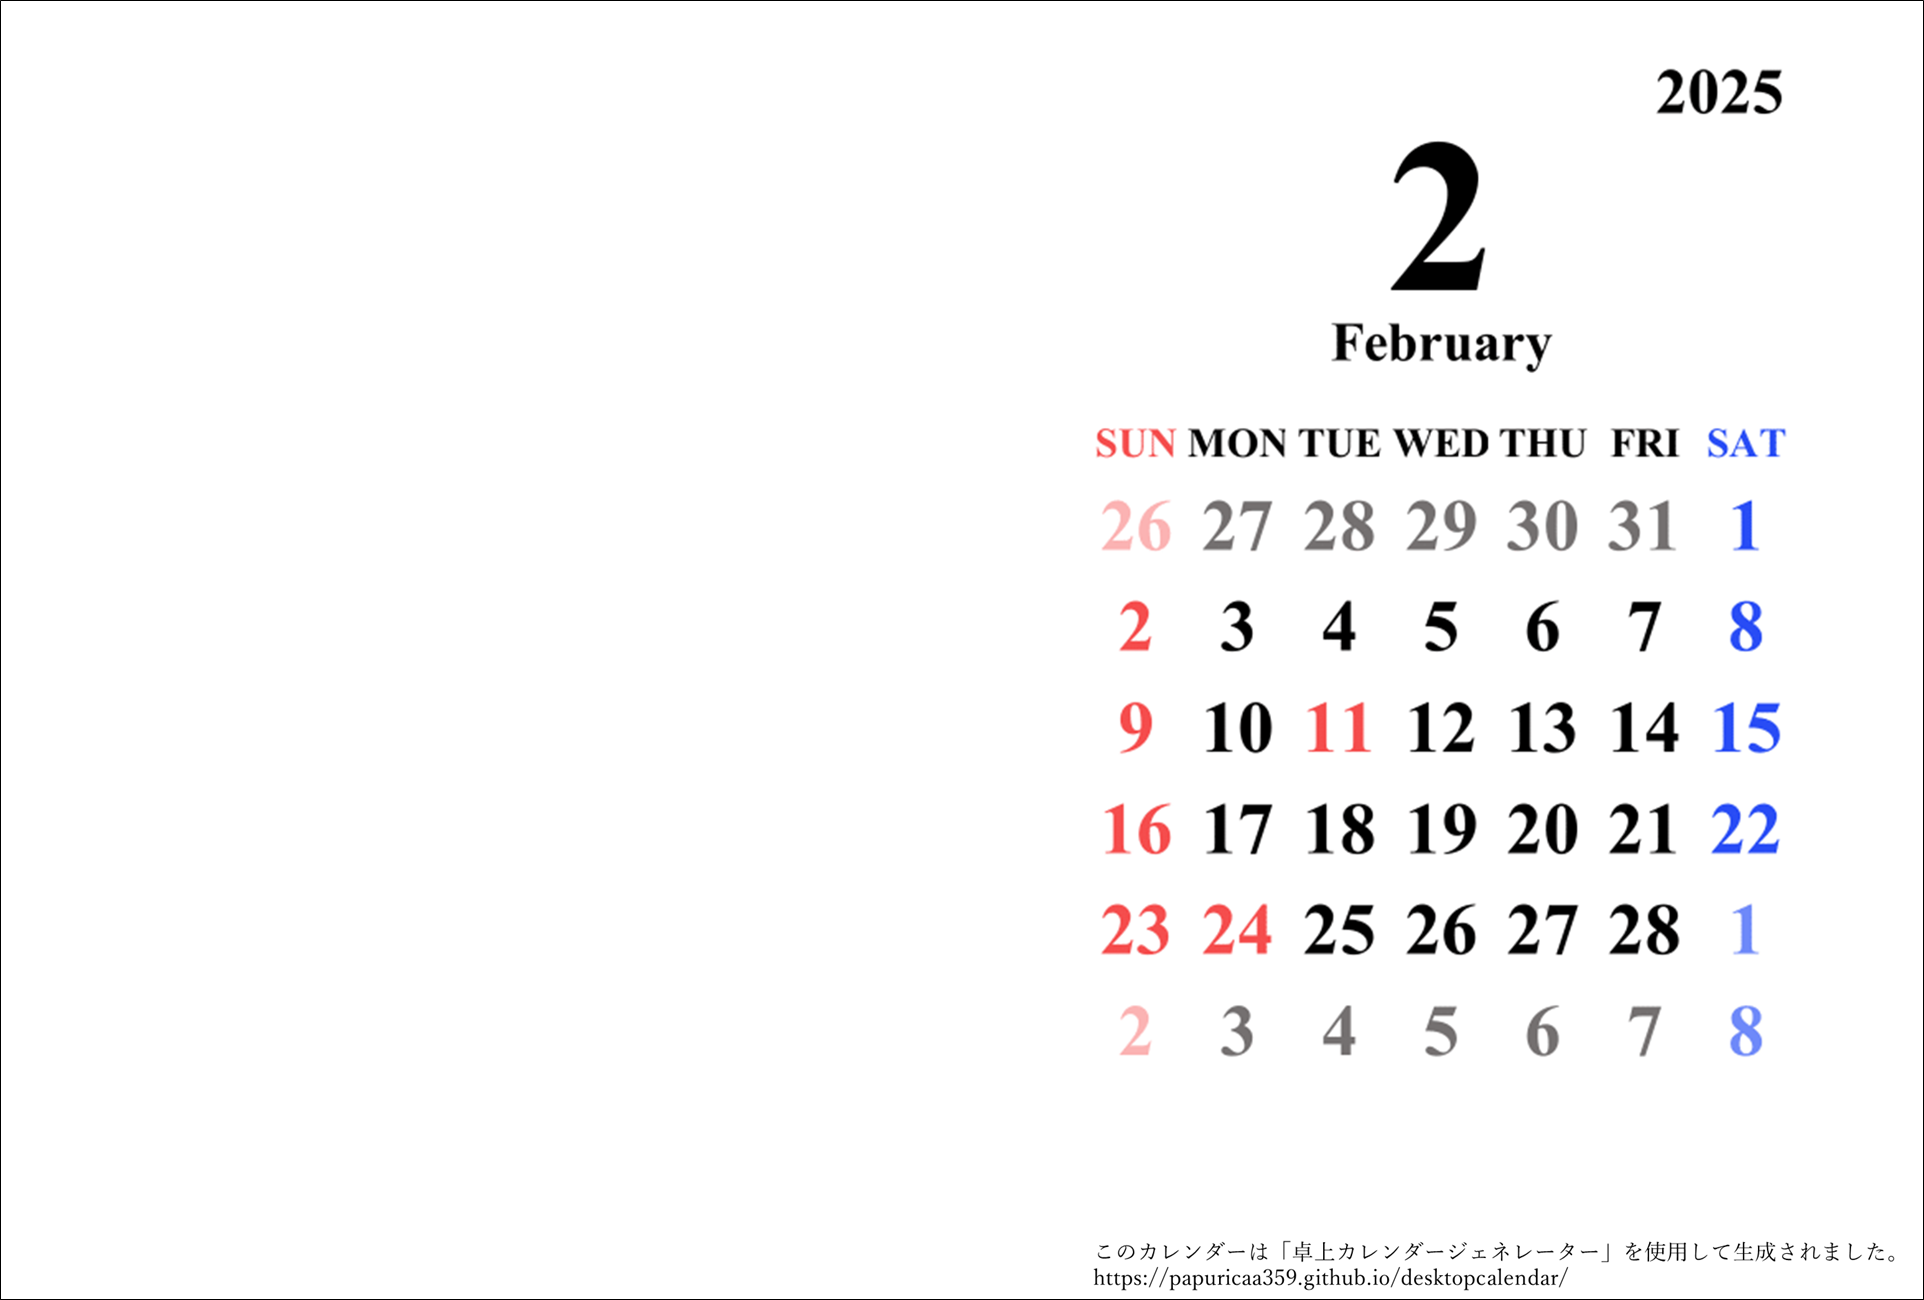 2025
2
February
SUN MON TUE WED THU FRI SAT
26 27 28 29 30 31 1
2 3 4 5 6 7 8
9 10 11 12 13 14 15
16 17 18 19 20 21 22
23 24 25 26 27 28 1
2 3 4 5 6 7 8
このカレンダーは「卓上カレンダージェネレーター」を使用して生成されました。
https://papuricaa359.github.io/desktopcalendar/